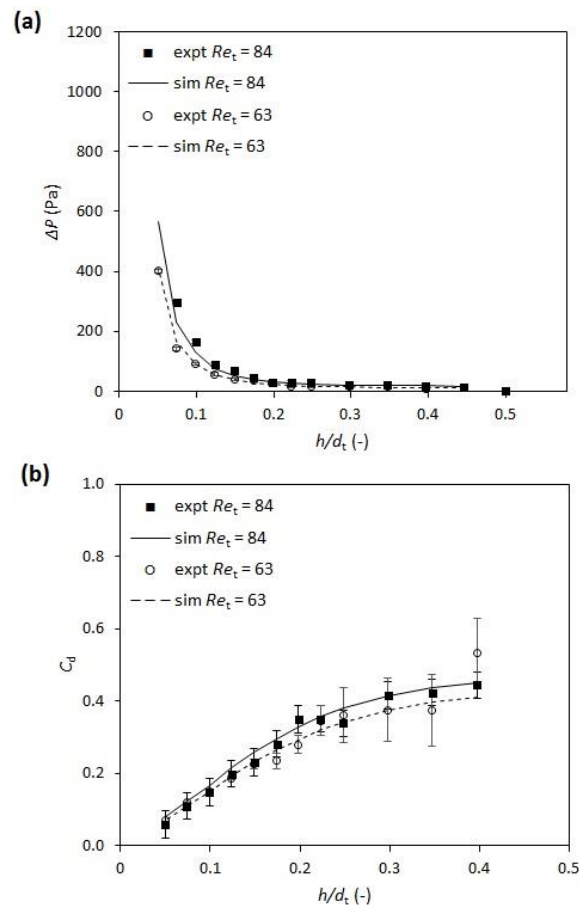 (a)
1200
1000
800
600
400
200
0
ΔP (Pa)
expt Ret = 84
sim Ret = 84
expt Ret = 63
sim Ret = 63
0 0.1 0.2 0.3 0.4 0.5
h/dt (-)
(b)
1.0
0.8
0.6
0.4
0.2
0.0
Cd
expt Ret = 84
sim Ret = 84
expt Ret = 63
sim Ret = 63
0 0.1 0.2 0.3 0.4 0.5
h/dt (-)